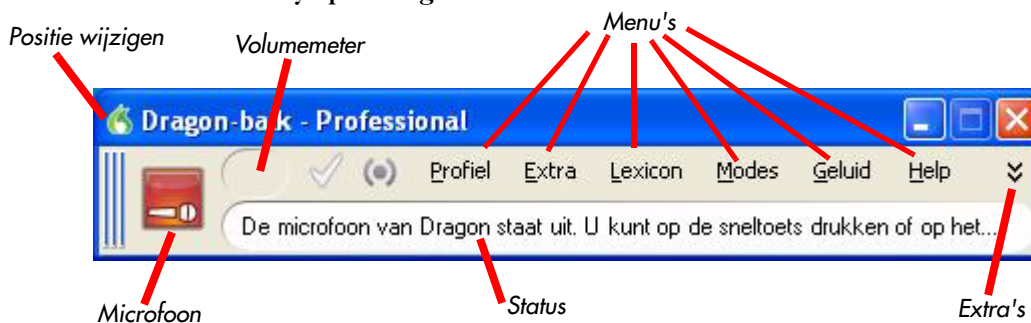 Menu's
Positie wijzigen
Volumemeter
Dragon-balk - Professional
Profiel Extra Lexicon Modes Geluid Help
De microfoon van Dragon staat uit. U kunt op de sneltoets drukken of op het...
Microfoon
Status
Extra's